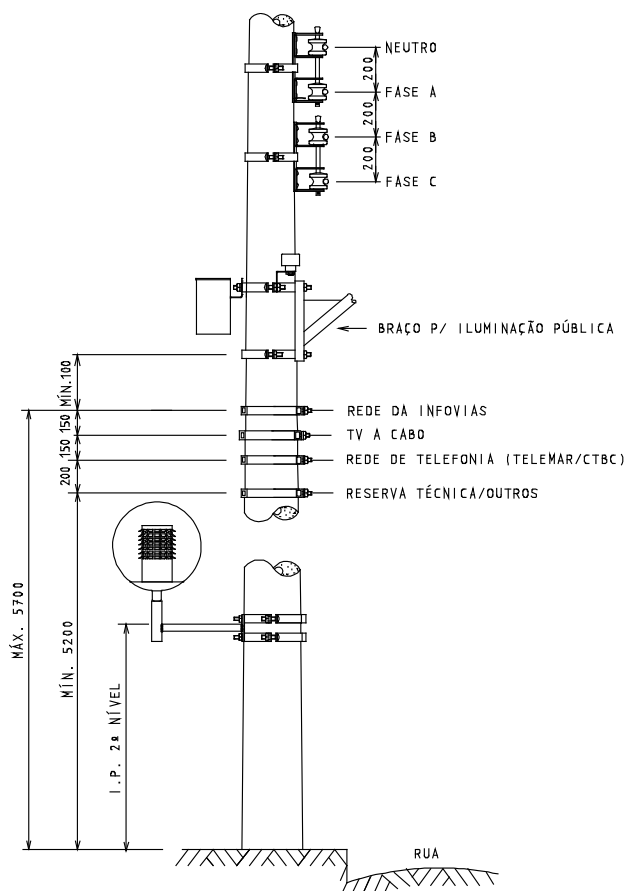 NEUTRO
200
FASE A
200
FASE B
200
FASE C
BRAÇO P/ ILUMINAÇÃO PÚBLICA
MÍN.100
REDE DA INFOVIAS
150
TV A CABO
150
REDE DE TELEFONIA (TELEMAR/CTBC)
200
RESERVA TÉCNICA/OUTROS
MÁX. 5700
MÍN. 5200
I.P. 2º NÍVEL
RUA